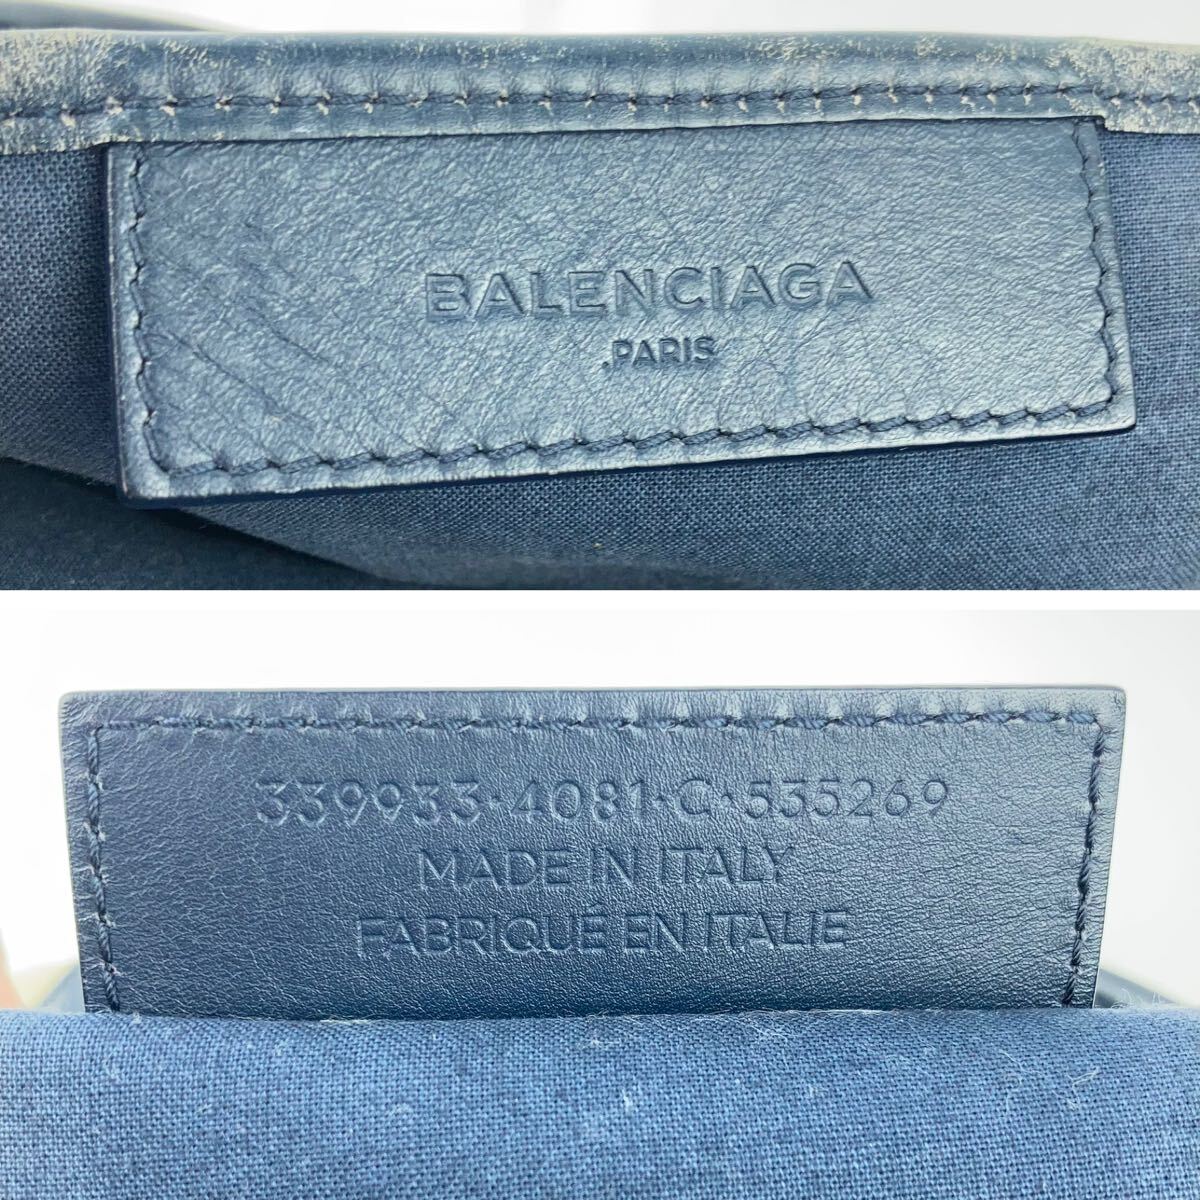 BALENCIAGA
.PARIS
339933·4081·C·535269
MADE IN ITALY
FABRIQUÉ EN ITALIE